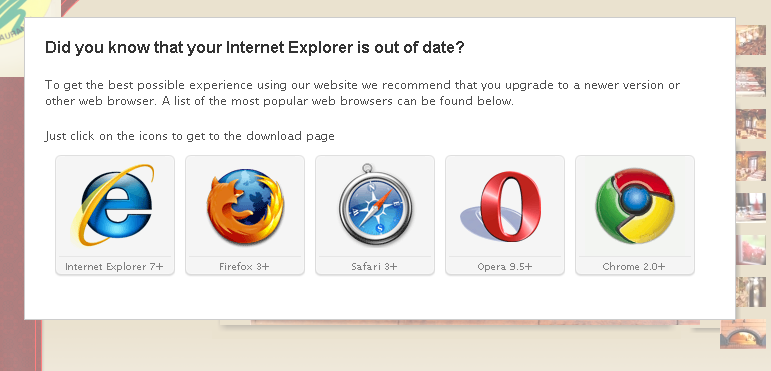 Did you know that your Internet Explorer is out of date?
To get the best possible experience using our website we recommend that you upgrade to a newer version or
other web browser. A list of the most popular web browsers can be found below.
Just click on the icons to get to the download page
Internet Explorer 7+
Firefox 3+
Safari 3+
Opera 9.5+
Chrome 2.0+